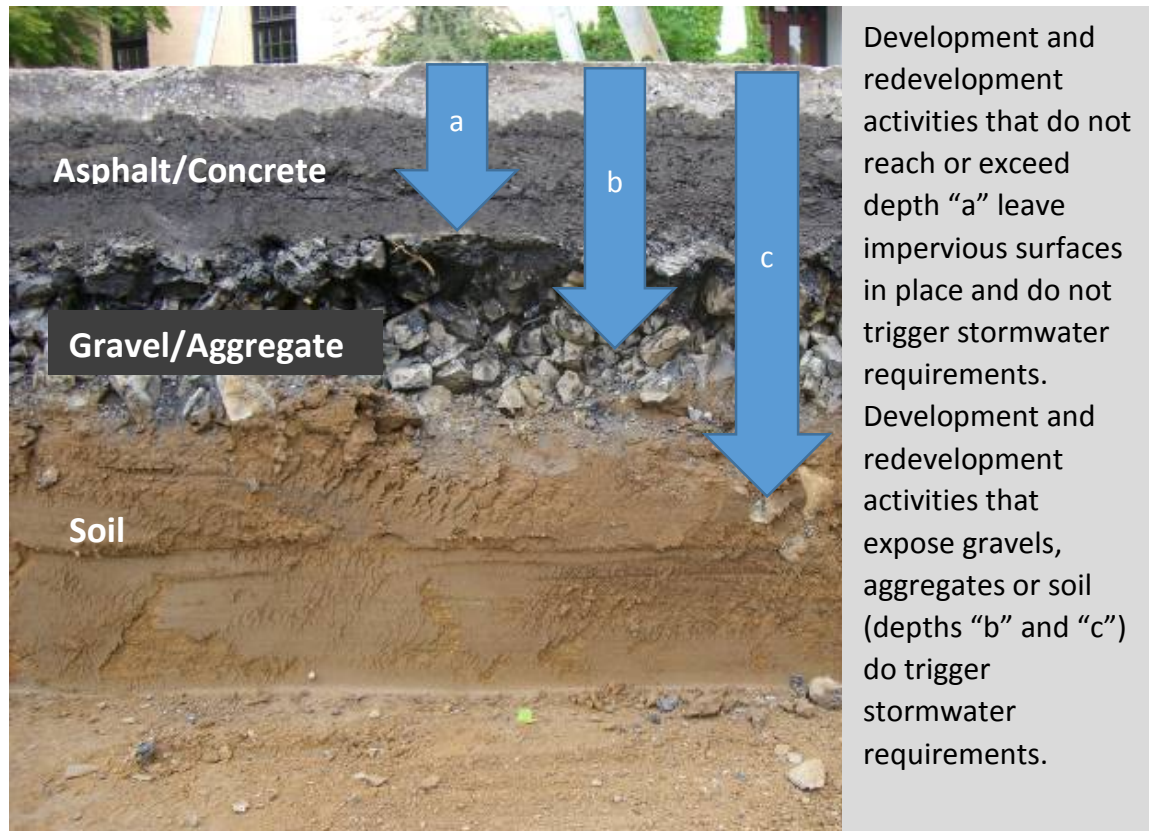 a
b
c
Asphalt/Concrete
Gravel/Aggregate
Soil
Development and
redevelopment
activities that do not
reach or exceed
depth “a” leave
impervious surfaces
in place and do not
trigger stormwater
requirements.
Development and
redevelopment
activities that
expose gravels,
aggregates or soil
(depths “b” and “c”)
do trigger
stormwater
requirements.